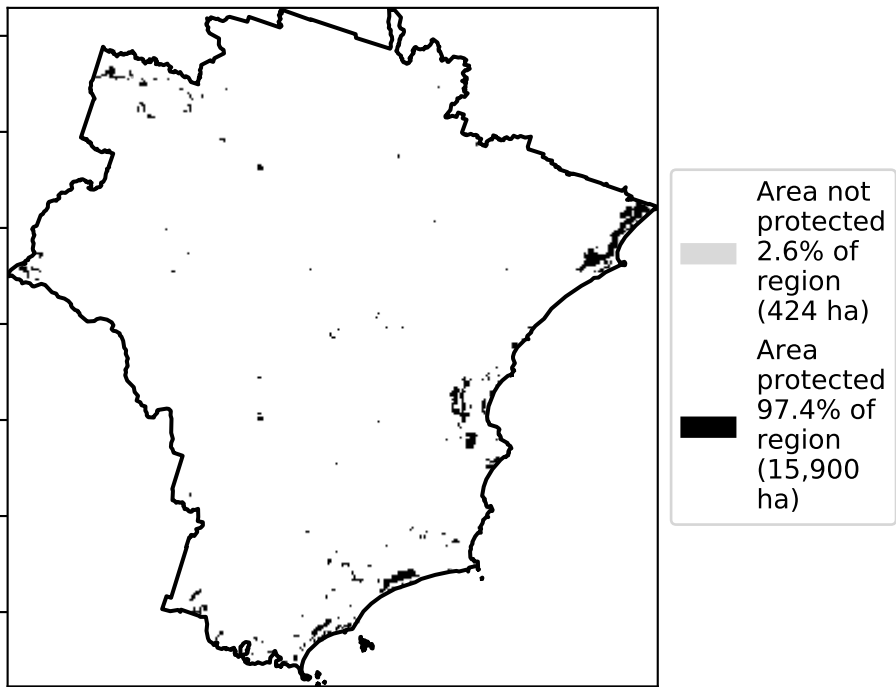 Area not
protected
2.6% of
region
(424 ha)
Area
protected
97.4% of
region
(15,900
ha)